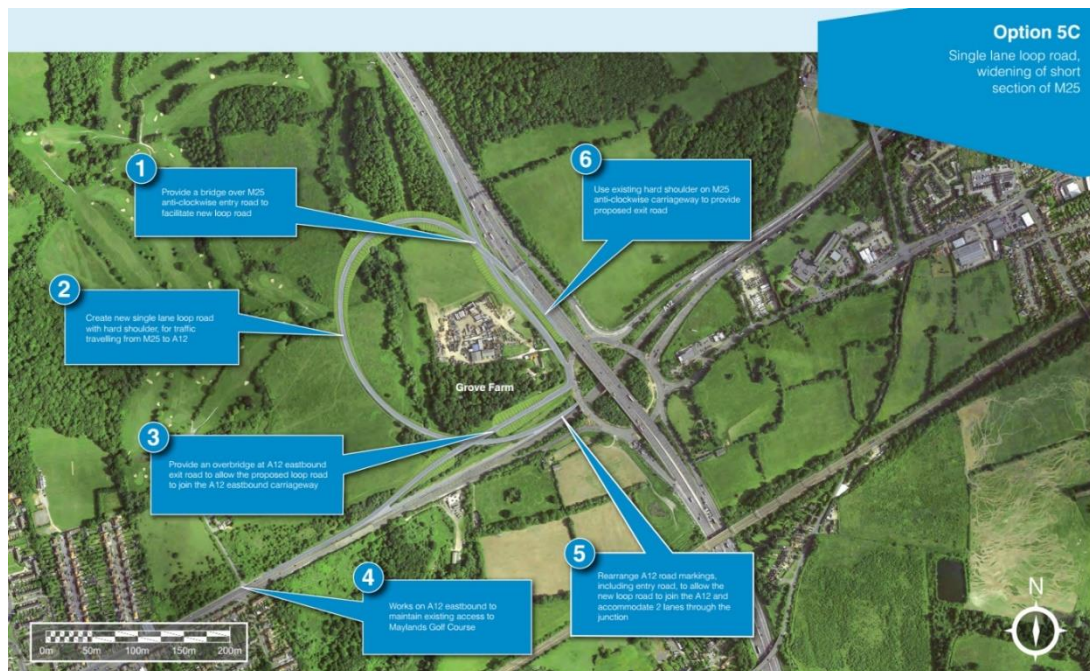 Option 5C
Single lane loop road,
widening of short
section of M25
1
Provide a bridge over M25
anti-clockwise entry road to
facilitate new loop road
6
Use existing hard shoulder on M25
anti-clockwise carriageway to provide
proposed exit road
2
Create new single lane loop road
with hard shoulder, for traffic
travelling from M25 to A12
A12
Grove Farm
3
Provide an overbridge at A12 eastbound
exit road to allow the proposed loop road
to join the A12 eastbound carriageway
4
Works on A12 eastbound to
maintain existing access to
Maylands Golf Course
5
Rearrange A12 road markings,
including entry road, to allow the
new loop road to join the A12 and
accommodate 2 lanes through the
junction
M25
N
0m 50m 100m 150m 200m